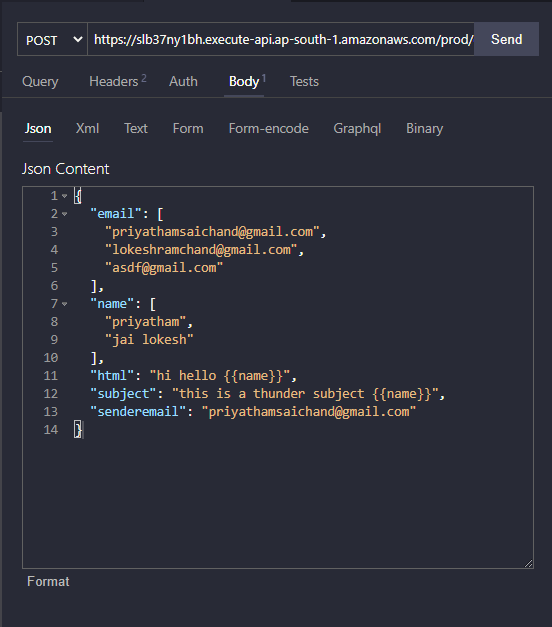 POST https://slb37ny1bh.execute-api.ap-south-1.amazonaws.com/prod/ Send
Query Headers 2 Auth Body 1 Tests
Json Xml Text Form Form-encode Graphql Binary
Json Content
1 {
2 "email": [
3 "priyathamsaichand@gmail.com",
4 "lokeshramchand@gmail.com",
5 "asdf@gmail.com"
6 ],
7 "name": [
8 "priyatham",
9 "jai lokesh"
10 ],
11 "html": "hi hello {{name}}",
12 "subject": "this is a thunder subject {{name}}",
13 "senderemail": "priyathamsaichand@gmail.com"
14 }
Format